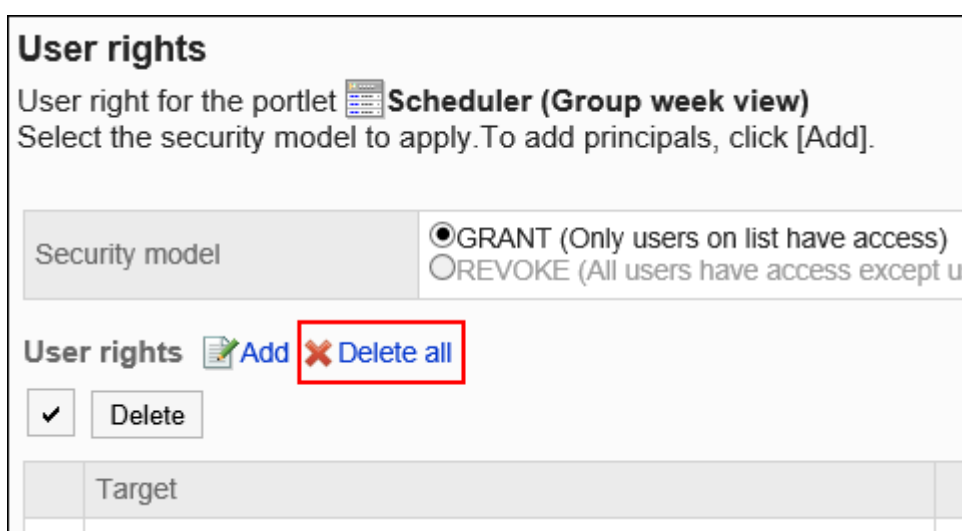 User rights
User right for the portlet Scheduler (Group week view)
Select the security model to apply.To add principals, click [Add].
Security model
GRANT (Only users on list have access)
REVOKE (All users have access except u
User rights Add Delete all
Delete
Target